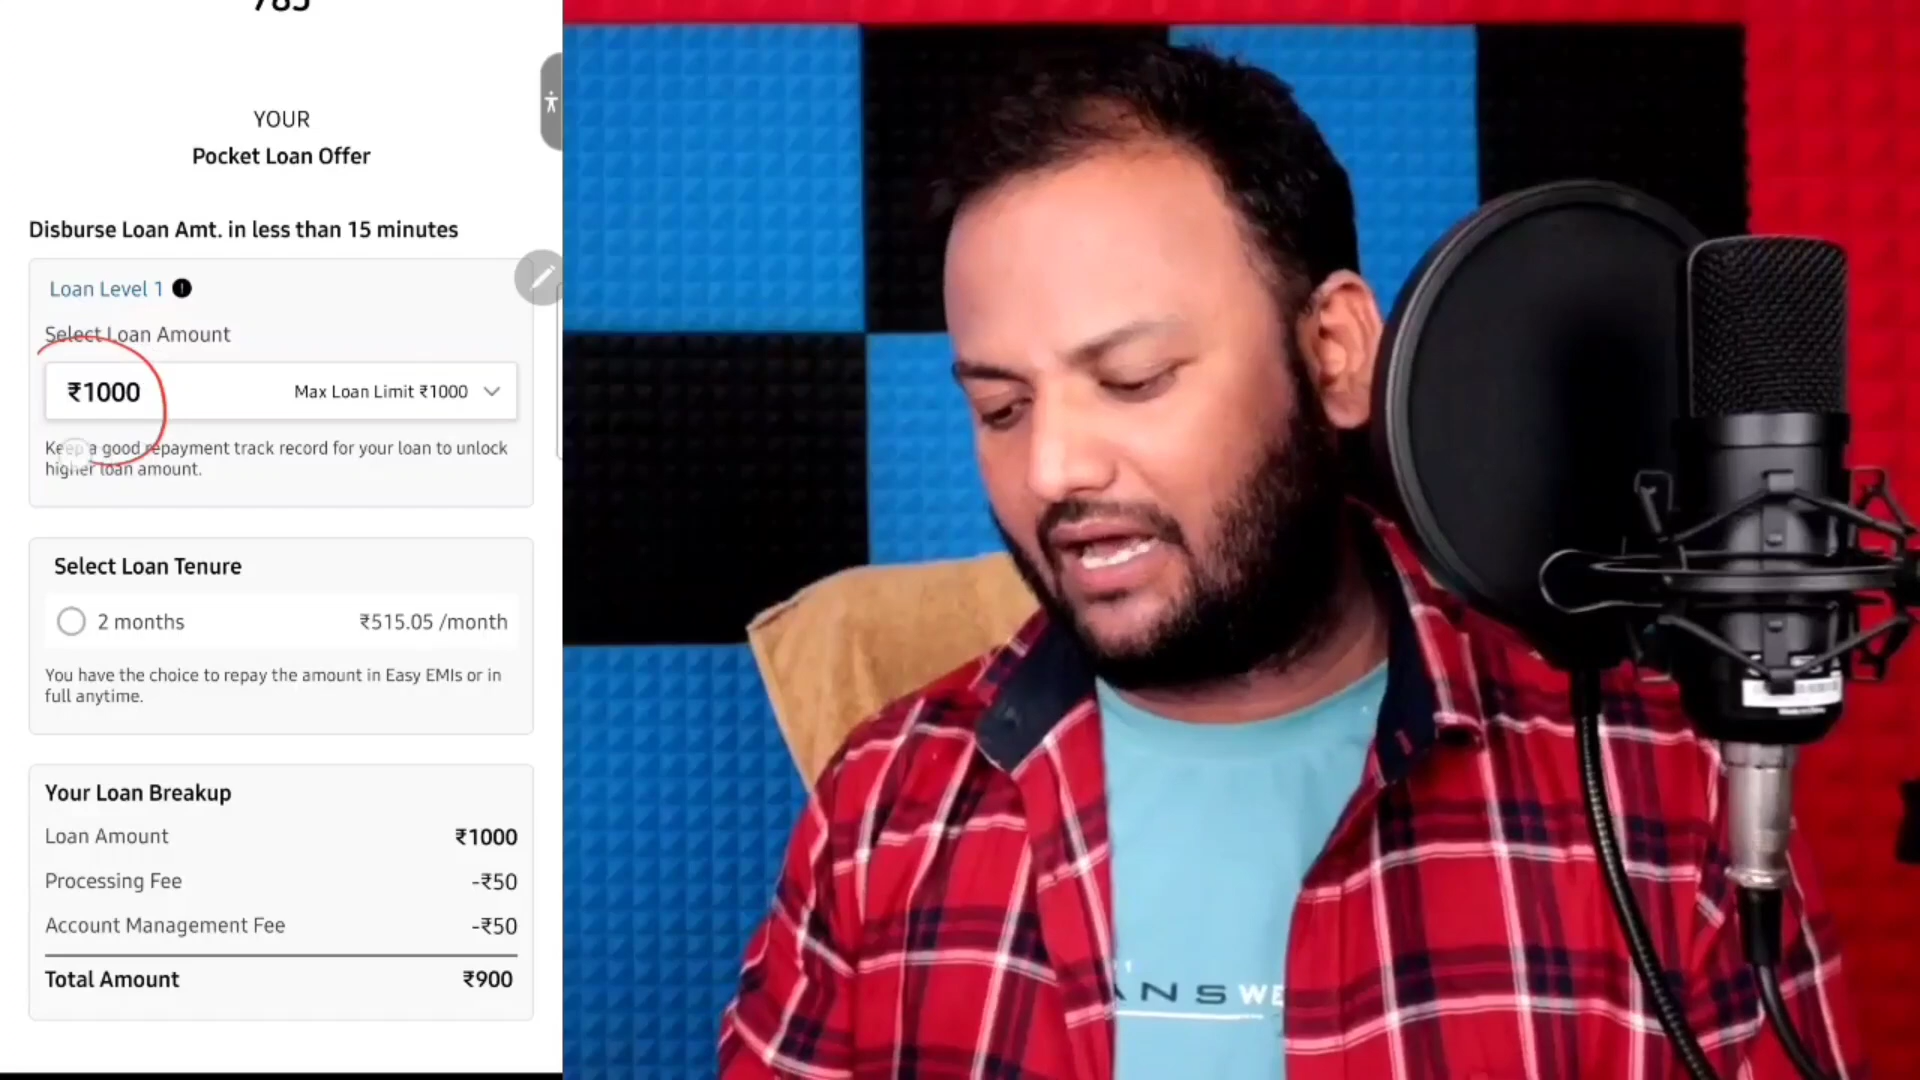 785
YOUR
Pocket Loan Offer
Disburse Loan Amt. in less than 15 minutes
Loan Level 1
Select Loan Amount
₹1000
Max Loan Limit ₹1000
Keep a good repayment track record for your loan to unlock
higher loan amount.
Select Loan Tenure
2 months
₹515.05 /month
You have the choice to repay the amount in Easy EMIs or in
full anytime.
Your Loan Breakup
Loan Amount
₹1000
Processing Fee
-₹50
Account Management Fee
-₹50
Total Amount
₹900
ANSWE